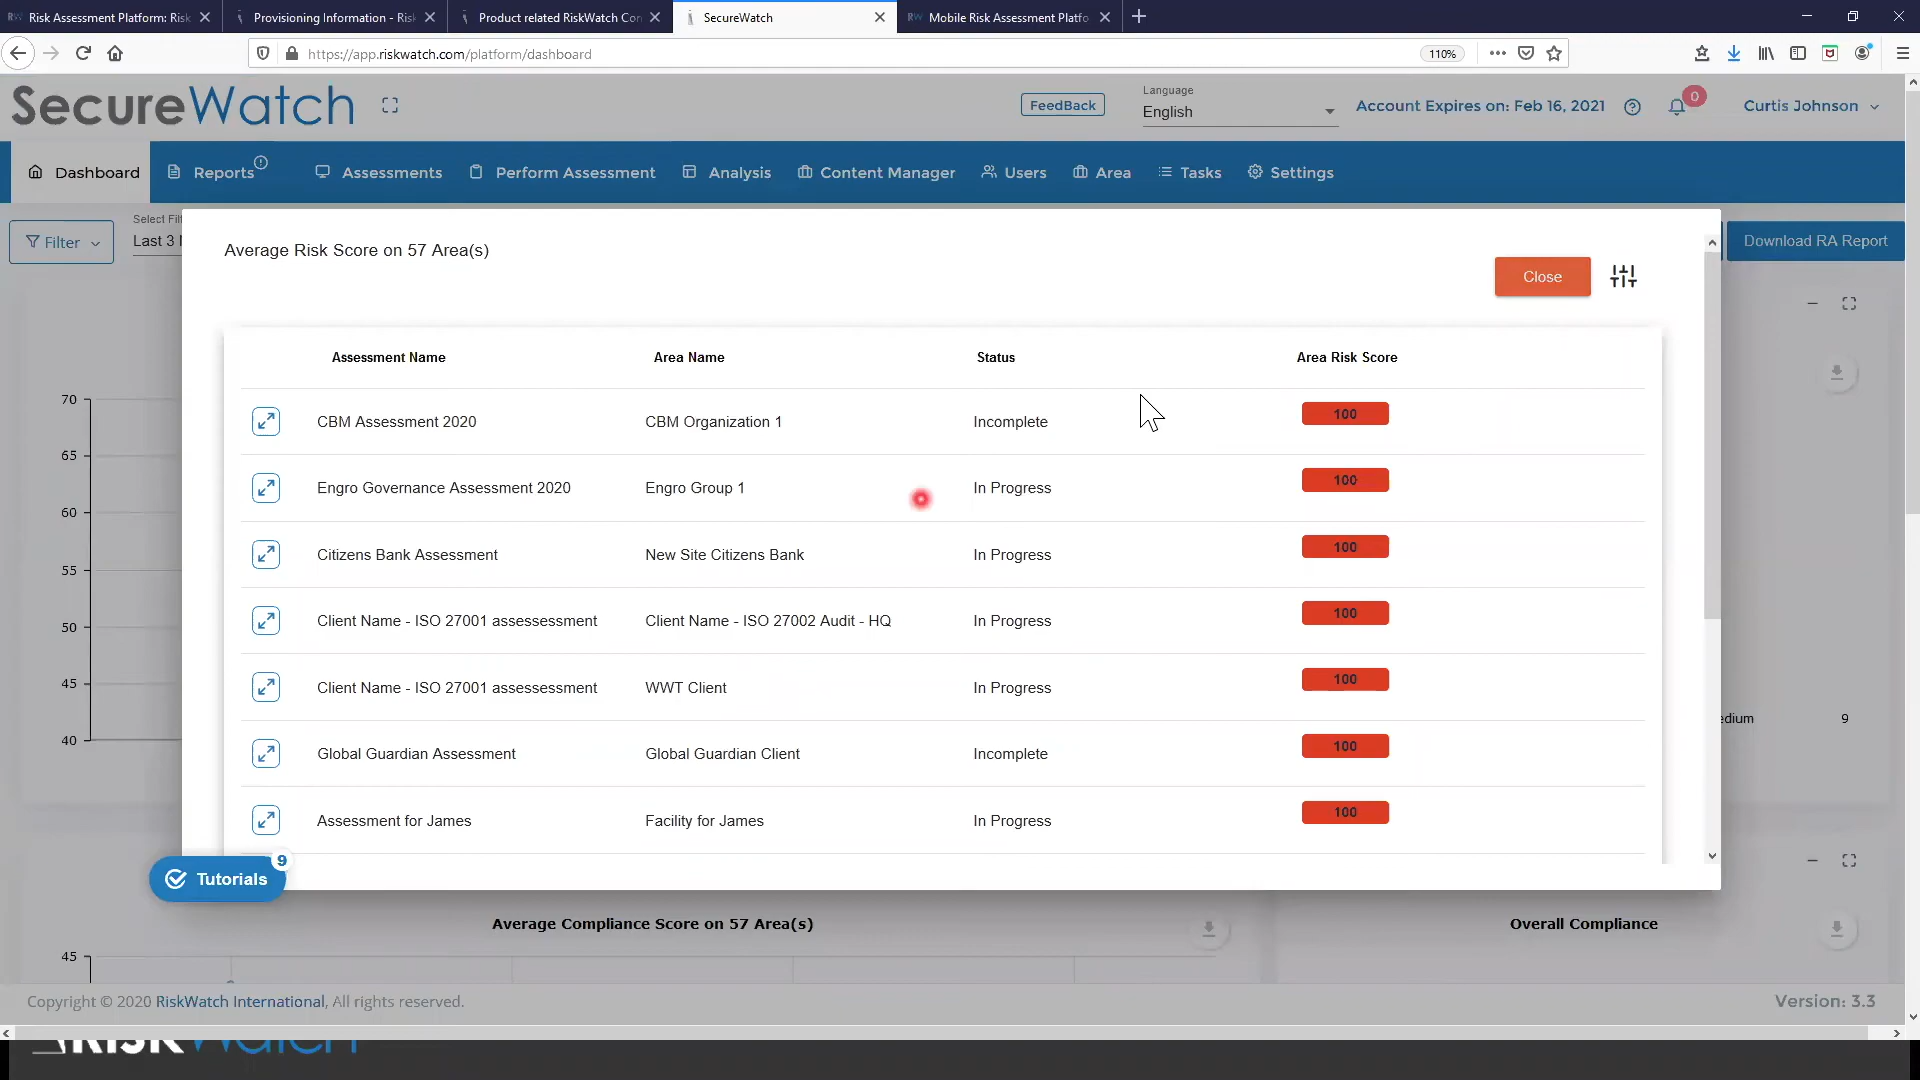 Risk Assessment Platform: Risk
Provisioning Information - Risk
Product related RiskWatch Con
SecureWatch
RW Mobile Risk Assessment Platfo
https://app.riskwatch.com/platform/dashboard
110%
SecureWatch
FeedBack
Language
English
Account Expires on: Feb 16, 2021
0
Curtis Johnson
Dashboard
Reports
Assessments
Perform Assessment
Analysis
Content Manager
Users
Area
Tasks
Settings
Filter
Select Filt
Last 3
Download RA Report
Average Risk Score on 57 Area(s)
Close
Assessment Name Area Name Status Area Risk Score
CBM Assessment 2020 CBM Organization 1 Incomplete 100
Engro Governance Assessment 2020 Engro Group 1 In Progress 100
Citizens Bank Assessment New Site Citizens Bank In Progress 100
Client Name - ISO 27001 assessessment Client Name - ISO 27002 Audit - HQ In Progress 100
Client Name - ISO 27001 assessessment WWT Client In Progress 100
Global Guardian Assessment Global Guardian Client Incomplete 100
Assessment for James Facility for James In Progress 100
70
65
60
55
50
45
40
edium 9
Tutorials
9
Average Compliance Score on 57 Area(s)
Overall Compliance
45
Copyright © 2020 RiskWatch International, All rights reserved.
Version: 3.3
RISKWatch